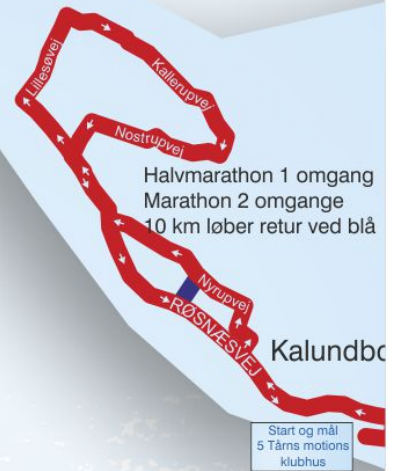 Lillesøvej
Kallerupvej
Nostrupvej
Halvmarathon 1 omgang
Marathon 2 omgange
10 km løber retur ved blå
Nyrupvej
RØSNÆSVEJ
Kalundbo
Start og mål
5 Tårns motions
klubhus